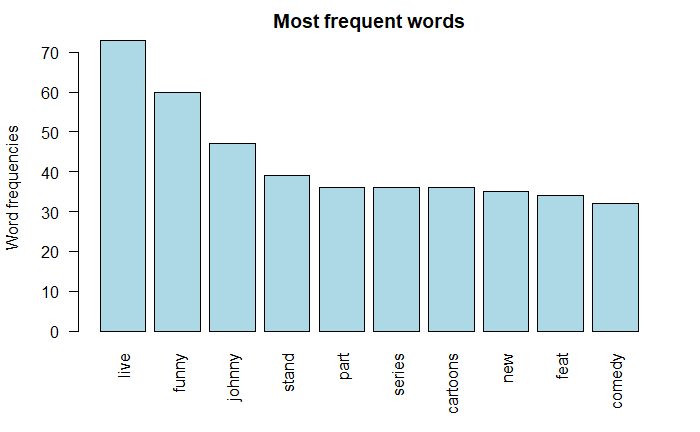 Most frequent words
Word frequencies
70
60
50
40
30
20
10
0
live
funny
johnny
stand
part
series
cartoons
new
feat
comedy